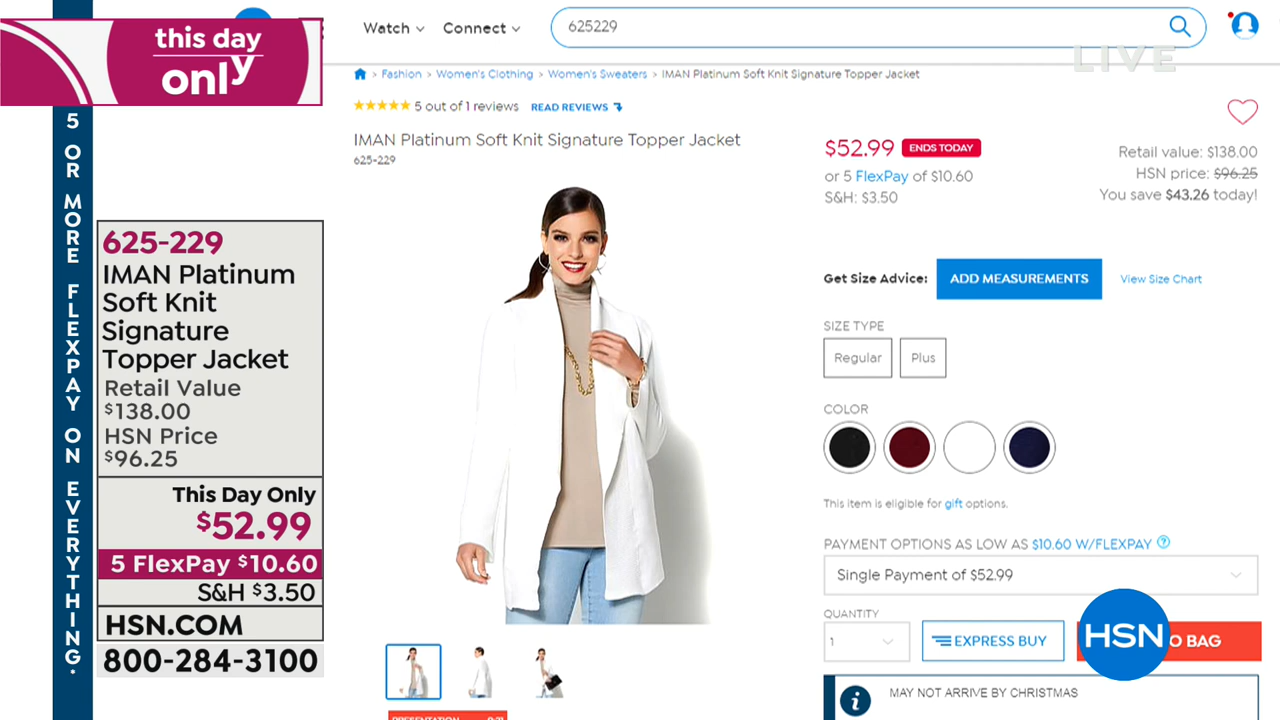 this day
only
5 OR MORE FLEXPAY ON EVERYTHING.
625-229
IMAN Platinum
Soft Knit
Signature
Topper Jacket
Retail Value
$138.00
HSN Price
$96.25
This Day Only
$52.99
5 FlexPay $10.60
S&H $3.50
HSN.COM
800-284-3100
Watch
Connect
625229
LIVE
> Fashion > Women's Clothing > Women's Sweaters > IMAN Platinum Soft Knit Signature Topper Jacket
5 out of 1 reviews READ REVIEWS
IMAN Platinum Soft Knit Signature Topper Jacket
625-229
$52.99 ENDS TODAY
or 5 FlexPay of $10.60
S&H: $3.50
Retail value: $138.00
HSN price: $96.25
You save $43.26 today!
Get Size Advice: ADD MEASUREMENTS View Size Chart
SIZE TYPE
Regular Plus
COLOR
This item is eligible for gift options.
PAYMENT OPTIONS AS LOW AS $10.60 W/FLEXPAY ?
Single Payment of $52.99
QUANTITY
1
EXPRESS BUY
O BAG
HSN
i MAY NOT ARRIVE BY CHRISTMAS